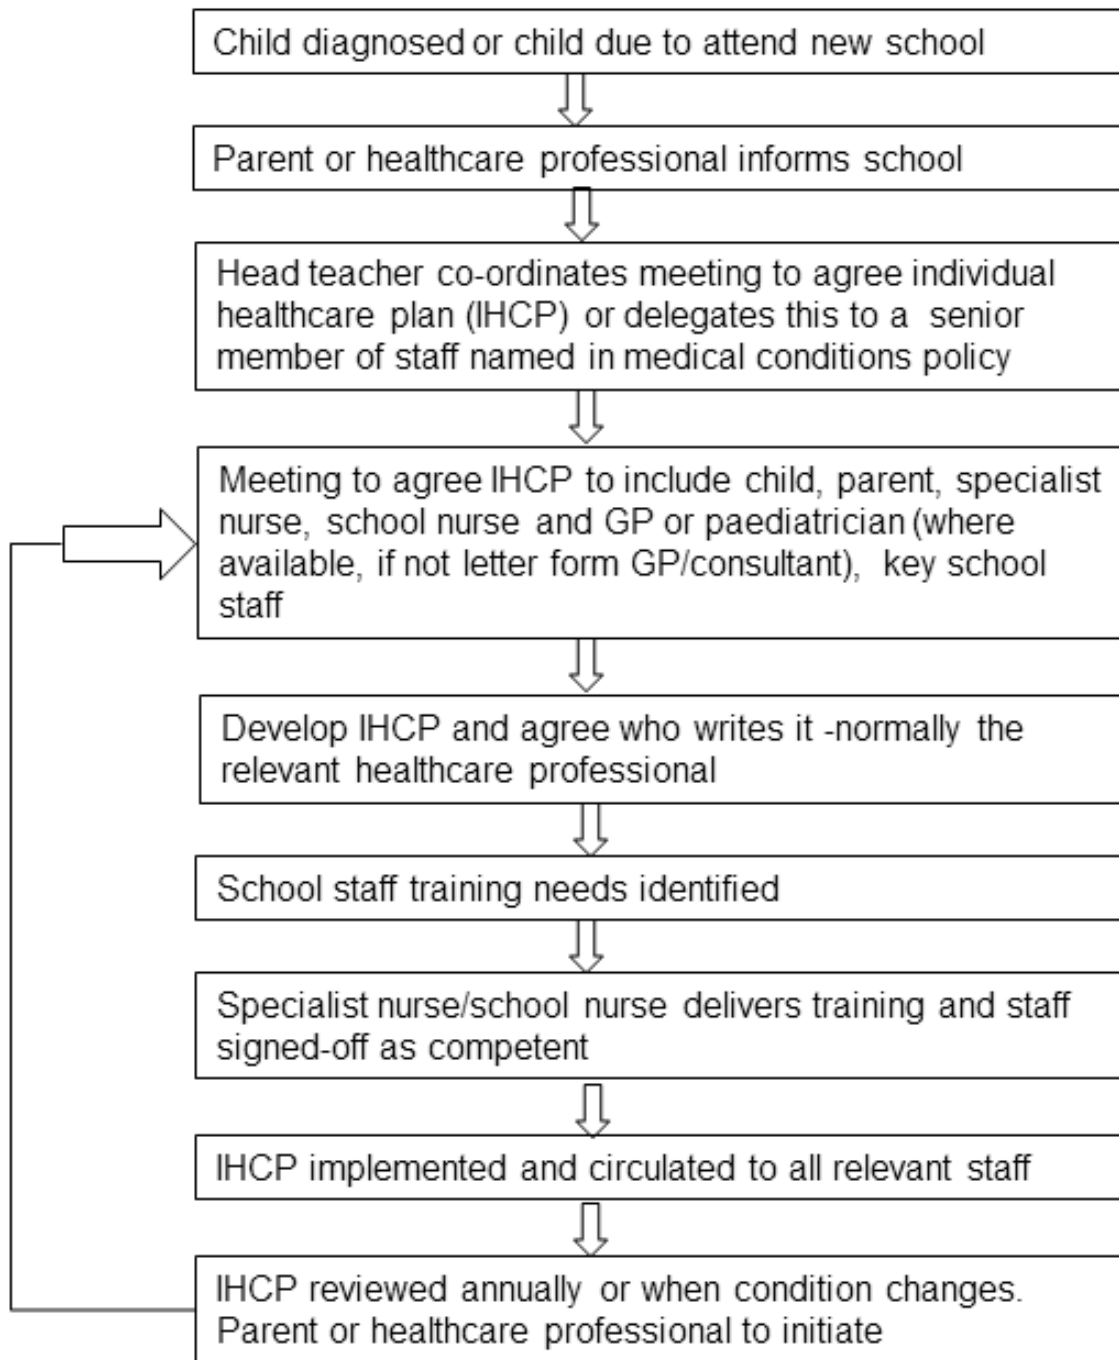 Child diagnosed or child due to attend new school
Parent or healthcare professional informs school
Head teacher co-ordinates meeting to agree individual
healthcare plan (IHCP) or delegates this to a senior
member of staff named in medical conditions policy
Meeting to agree IHCP to include child, parent, specialist
nurse, school nurse and GP or paediatrician (where
available, if not letter form GP/consultant), key school
staff
Develop IHCP and agree who writes it -normally the
relevant healthcare professional
School staff training needs identified
Specialist nurse/school nurse delivers training and staff
signed-off as competent
IHCP implemented and circulated to all relevant staff
IHCP reviewed annually or when condition changes.
Parent or healthcare professional to initiate